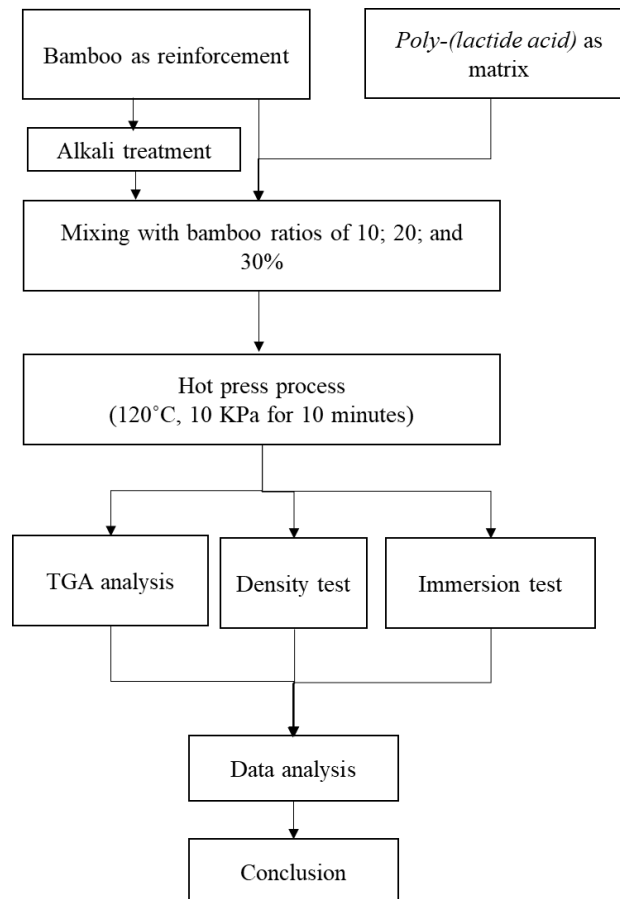 Bamboo as reinforcement
Poly-(lactide acid) as
matrix
Alkali treatment
Mixing with bamboo ratios of 10; 20; and
30%
Hot press process
(120˚C, 10 KPa for 10 minutes)
TGA analysis
Density test
Immersion test
Data analysis
Conclusion